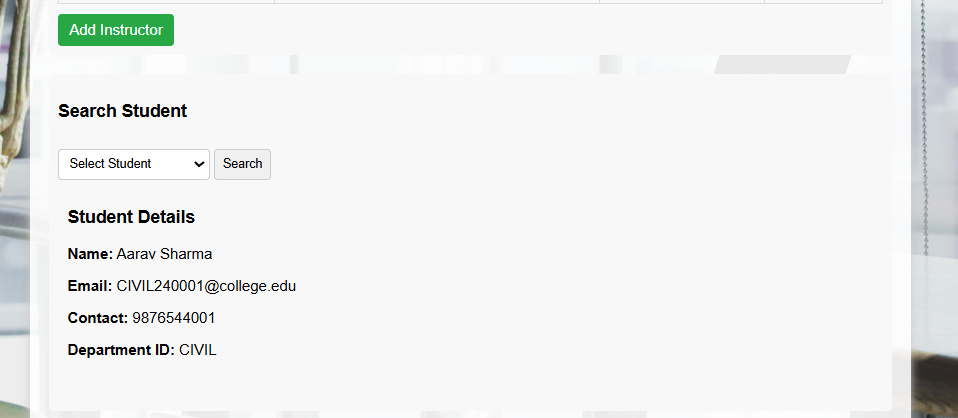 Add Instructor
Search Student
Select Student Search
Student Details
Name: Aarav Sharma
Email: CIVIL240001@college.edu
Contact: 9876544001
Department ID: CIVIL